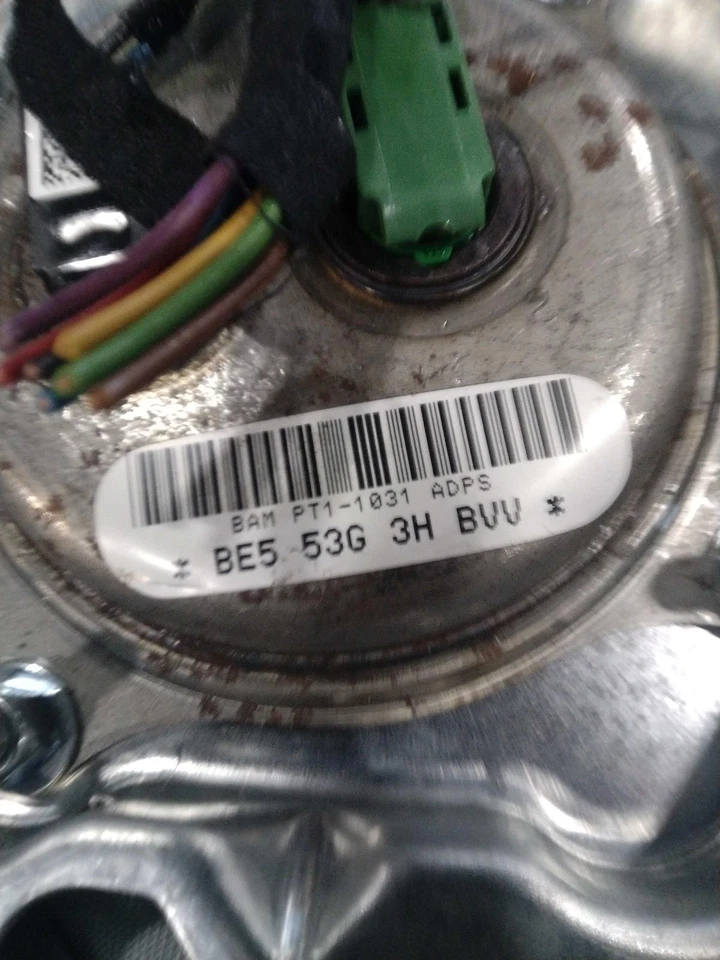 BAM PT1-1031 ADPS
* BE5 53G 3H BVV *